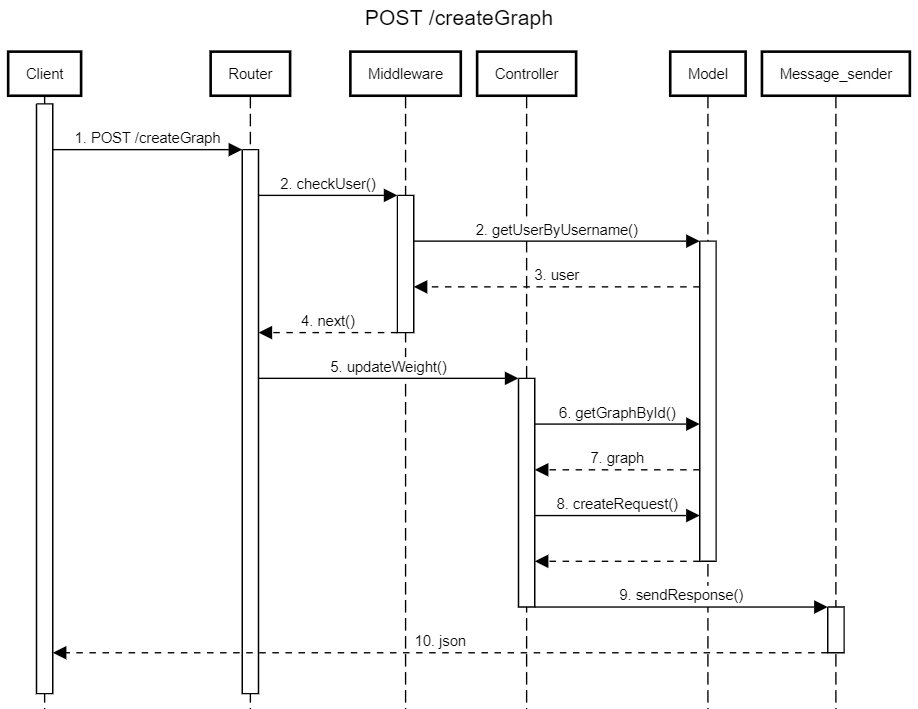 POST /createGraph
Client
Router
Middleware
Controller
Model
Message_sender
1. POST /createGraph
2. checkUser()
2. getUserByUsername()
3. user
4. next()
5. updateWeight()
6. getGraphById()
7. graph
8. createRequest()
9. sendResponse()
10. json